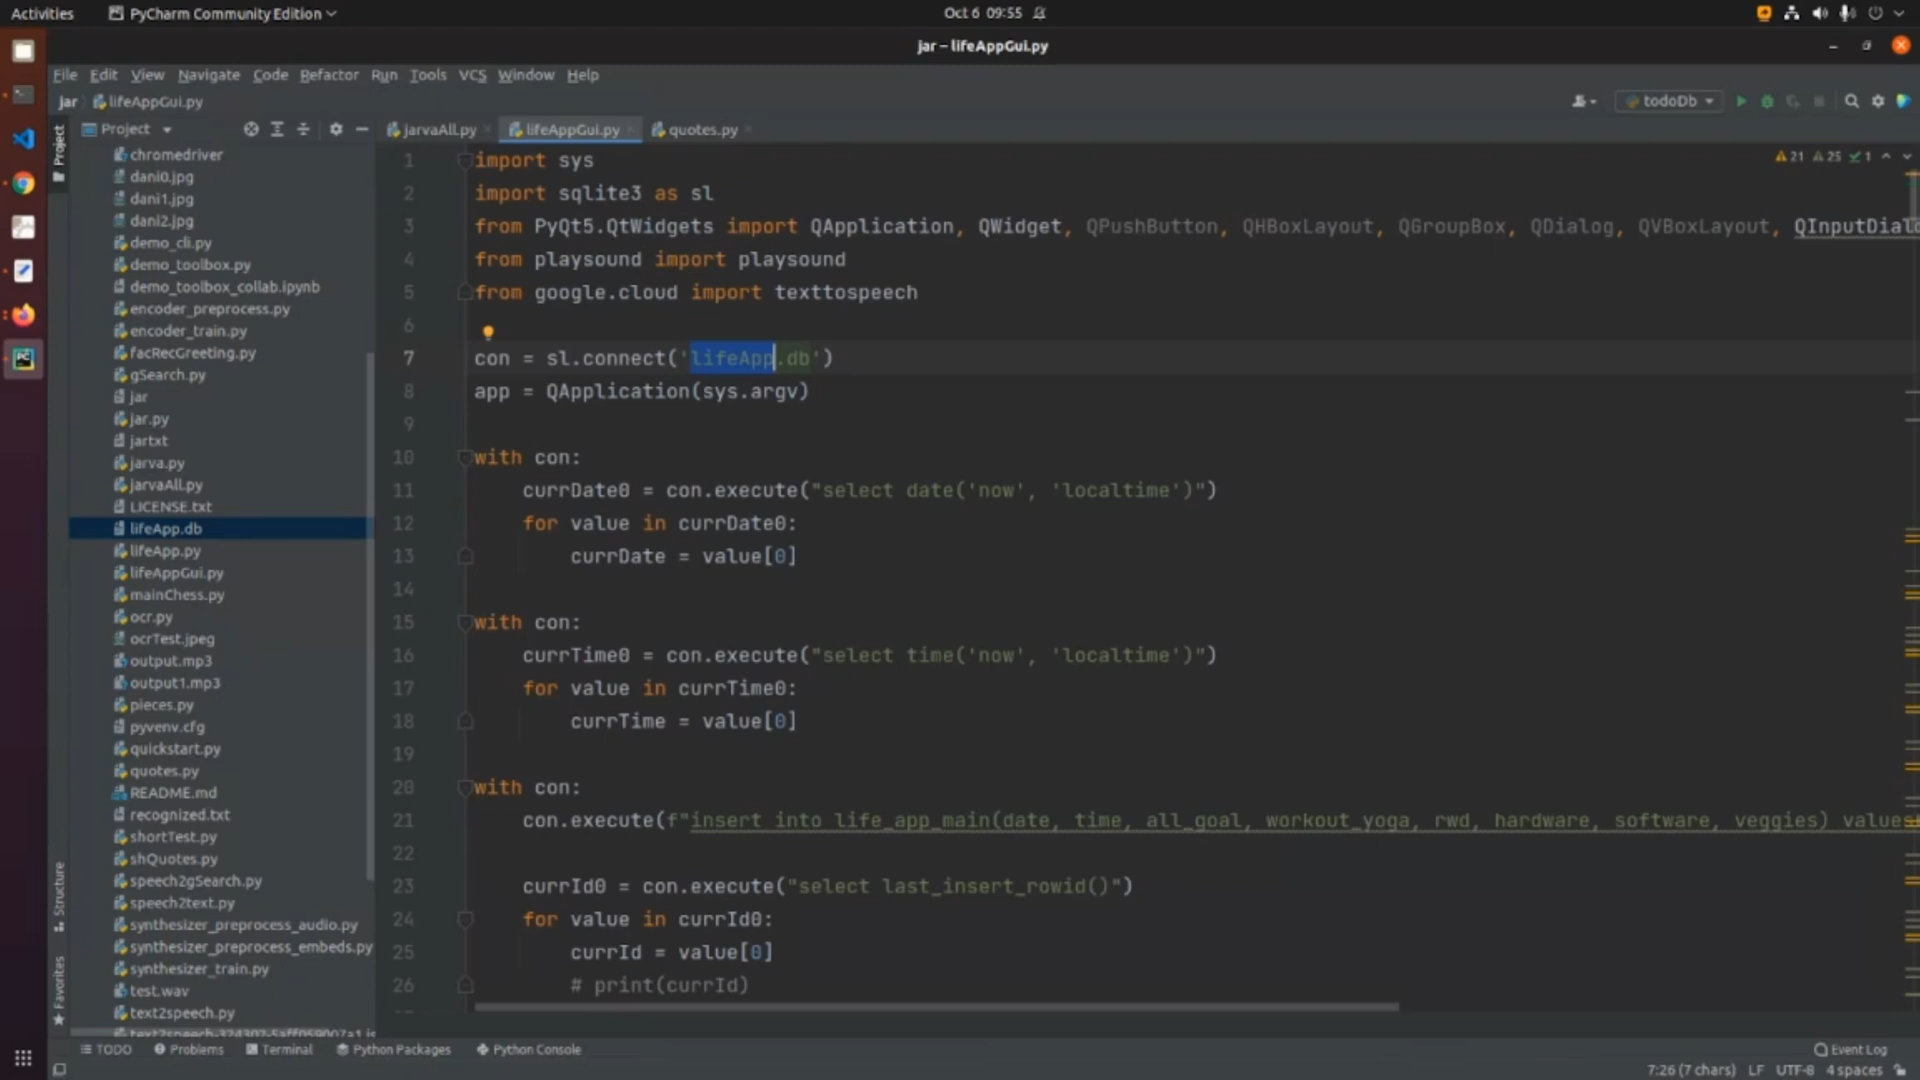 Activities PyCharm Community Edition Oct 6 09:55
jar – lifeAppGui.py
File Edit View Navigate Code Refactor Run Tools VCS Window Help
jar lifeAppGui.py todoDb
Project
Project
jarvaAll.py lifeAppGui.py quotes.py
21 25 1
chromedriver
dani0.jpg
dani1.jpg
dani2.jpg
demo_cli.py
demo_toolbox.py
demo_toolbox_collab.ipynb
encoder_preprocess.py
encoder_train.py
facRecGreeting.py
gSearch.py
jar
jar.py
jartxt
jarva.py
jarvaAll.py
LICENSE.txt
lifeApp.db
lifeApp.py
lifeAppGui.py
mainChess.py
ocr.py
ocrTest.jpeg
output.mp3
output1.mp3
pieces.py
pyvenv.cfg
quickstart.py
quotes.py
README.md
recognized.txt
shortTest.py
shQuotes.py
speech2gSearch.py
speech2text.py
synthesizer_preprocess_audio.py
synthesizer_preprocess_embeds.py
synthesizer_train.py
test.wav
text2speech.py
Structure
Favorites
1 import sys
2 import sqlite3 as sl
3 from PyQt5.QtWidgets import QApplication, QWidget, QPushButton, QHBoxLayout, QGroupBox, QDialog, QVBoxLayout, QInputDialo
4 from playsound import playsound
5 from google.cloud import texttospeech
6
7 con = sl.connect('lifeApp.db')
8 app = QApplication(sys.argv)
9
10 with con:
11 currDate0 = con.execute("select date('now', 'localtime')")
12 for value in currDate0:
13 currDate = value[0]
14
15 with con:
16 currTime0 = con.execute("select time('now', 'localtime')")
17 for value in currTime0:
18 currTime = value[0]
19
20 with con:
21 con.execute(f"insert into life_app_main(date, time, all_goal, workout_yoga, rwd, hardware, software, veggies) values
22
23 currId0 = con.execute("select last_insert_rowid()")
24 for value in currId0:
25 currId = value[0]
26 # print(currId)
TODO Problems Terminal Python Packages Python Console Event Log
7:26 (7 chars) LF UTF-8 4 spaces